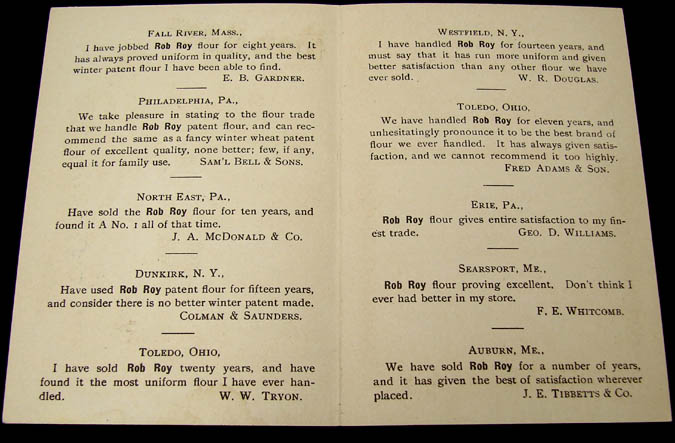 FALL RIVER, MASS.,
I have jobbed Rob Roy flour for eight years. It
has always proved uniform in quality, and the best
winter patent flour I have been able to find.
E. B. GARDNER.
PHILADELPHIA, PA.,
We take pleasure in stating to the flour trade
that we handle Rob Roy patent flour, and can rec-
ommend the same as a fancy winter wheat patent
flour of excellent quality, none better; few, if any,
equal it for family use. SAM'L BELL & SONS.
NORTH EAST, PA.,
Have sold the Rob Roy flour for ten years, and
found it A No. 1 all of that time.
J. A. MCDONALD & CO.
DUNKIRK, N. Y.,
Have used Rob Roy patent flour for fifteen years,
and consider there is no better winter patent made.
COLMAN & SAUNDERS.
TOLEDO, OHIO,
I have sold Rob Roy twenty years, and have
found it the most uniform flour I have ever han-
dled. W. W. TRYON.
WESTFIELD, N. Y.,
I have handled Rob Roy for fourteen years, and
must say that it has run more uniform and given
better satisfaction than any other flour we have
ever sold. W. R. DOUGLAS.
TOLEDO, OHIO.
We have handled Rob Roy for eleven years, and
unhesitatingly pronounce it to be the best brand of
flour we ever handled. It has always given satis-
faction, and we cannot recommend it too highly.
FRED ADAMS & SON.
ERIE, PA.,
Rob Roy flour gives entire satisfaction to my fin-
est trade. GEO. D. WILLIAMS.
SEARSPORT, ME.,
Rob Roy flour proving excellent. Don't think I
ever had better in my store.
F. E. WHITCOMB.
AUBURN, ME.,
We have sold Rob Roy for a number of years,
and it has given the best of satisfaction wherever
placed. J. E. TIBBETTS & CO.